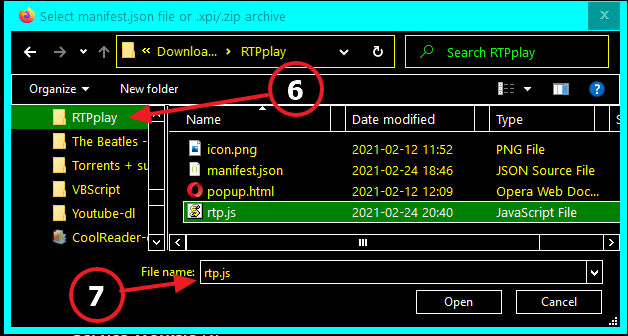 Select manifest.json file or .xpi/.zip archive
« Downloa... › RTPplay
Search RTPplay
Organize
New folder
6
RTPplay
The Beatles -
Torrents + su
VBScript
Youtube-dl
CoolReader-
Name Date modified Type
icon.png 2021-02-12 11:52 PNG File
manifest.json 2021-02-24 18:46 JSON Source File
popup.html 2021-02-12 12:09 Opera Web Doc...
rtp.js 2021-02-24 20:40 JavaScript File
File name: rtp.js
7
Open Cancel